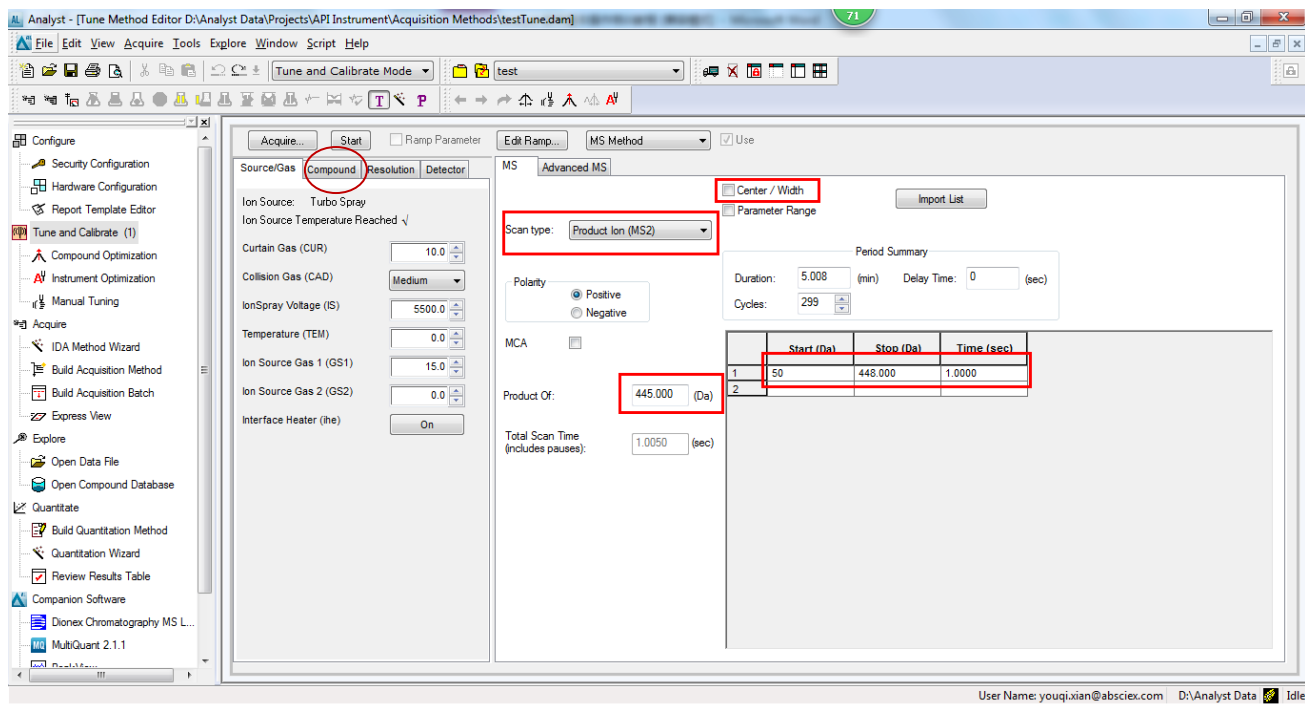 Analyst - [Tune Method Editor D:\Analyst Data\Projects\API Instrument\Acquisition Methods\testTune.dam]
71
File Edit View Acquire Tools Explore Window Script Help
Tune and Calibrate Mode
test
T
P
Configure
Security Configuration
Hardware Configuration
Report Template Editor
Tune and Calibrate (1)
Compound Optimization
Instrument Optimization
Manual Tuning
Acquire
IDA Method Wizard
Build Acquisition Method
Build Acquisition Batch
Express View
Explore
Open Data File
Open Compound Database
Quantitate
Build Quantitation Method
Quantitation Wizard
Review Results Table
Companion Software
Dionex Chromatography MS L...
MultiQuant 2.1.1
Acquire... Start Ramp Parameter Edit Ramp... MS Method Use
Source/Gas Compound Resolution Detector
Ion Source: Turbo Spray
Ion Source Temperature Reached √
Curtain Gas (CUR) 10.0
Collision Gas (CAD) Medium
IonSpray Voltage (IS) 5500.0
Temperature (TEM) 0.0
Ion Source Gas 1 (GS1) 15.0
Ion Source Gas 2 (GS2) 0.0
Interface Heater (ihe) On
MS Advanced MS
Scan type: Product Ion (MS2)
Center / Width
Parameter Range
Import List
Polarity
Positive
Negative
MCA
Product Of: 445.000 (Da)
Total Scan Time
(includes pauses): 1.0050 (sec)
Period Summary
Duration: 5.008 (min) Delay Time: 0 (sec)
Cycles: 299
Start (Da) Stop (Da) Time (sec)
1 50 448.000 1.0000
2
User Name: youqi.xian@absciex.com D:\Analyst Data Idle